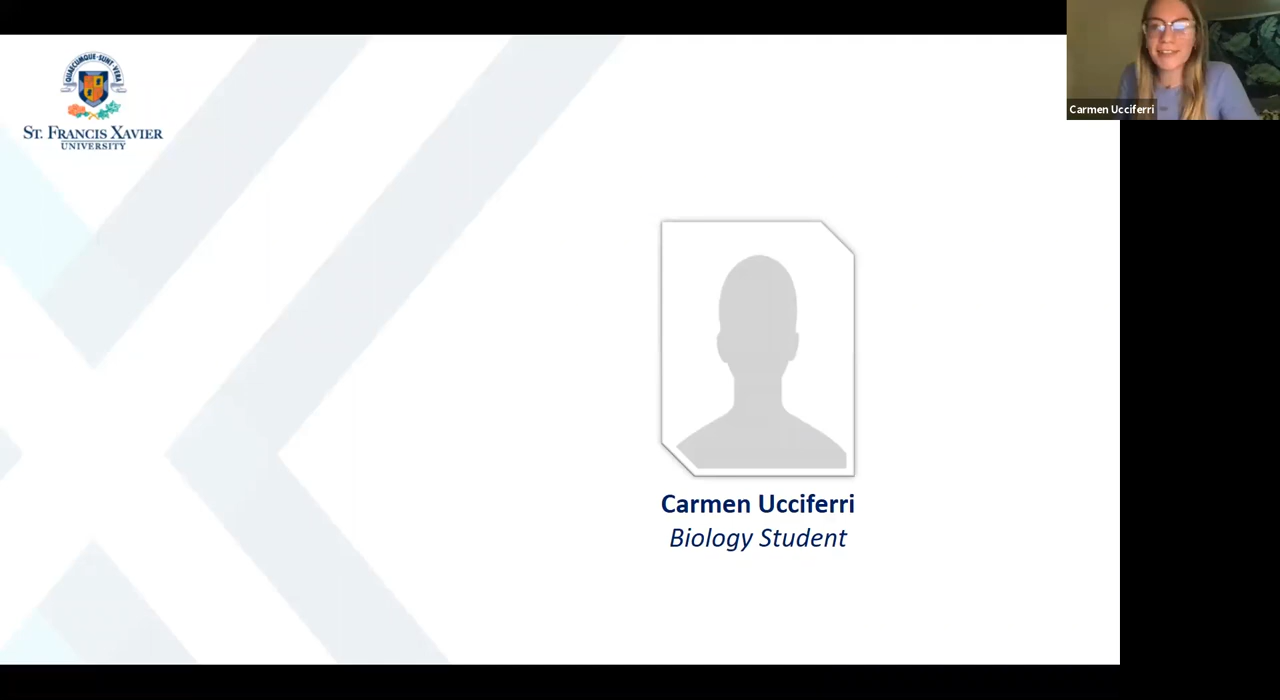 QUAECUMQUE·SUNT·VERA
ST. FRANCIS XAVIER
UNIVERSITY
Carmen Ucciferri
Carmen Ucciferri
Biology Student